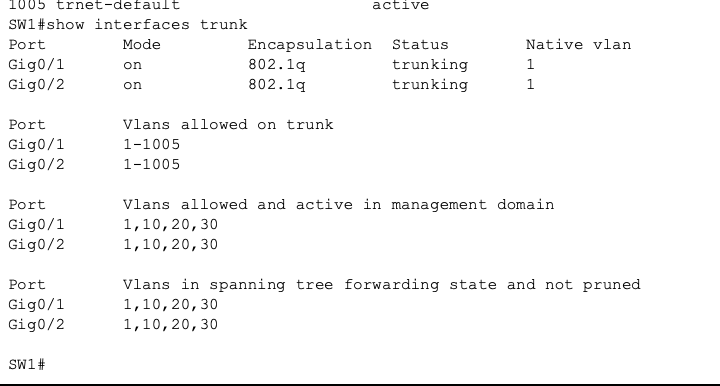 1005 trnet-default                    active
SW1#show interfaces trunk
Port        Mode         Encapsulation  Status        Native vlan
Gig0/1      on           802.1q         trunking      1
Gig0/2      on           802.1q         trunking      1

Port        Vlans allowed on trunk
Gig0/1      1-1005
Gig0/2      1-1005

Port        Vlans allowed and active in management domain
Gig0/1      1,10,20,30
Gig0/2      1,10,20,30

Port        Vlans in spanning tree forwarding state and not pruned
Gig0/1      1,10,20,30
Gig0/2      1,10,20,30

SW1#